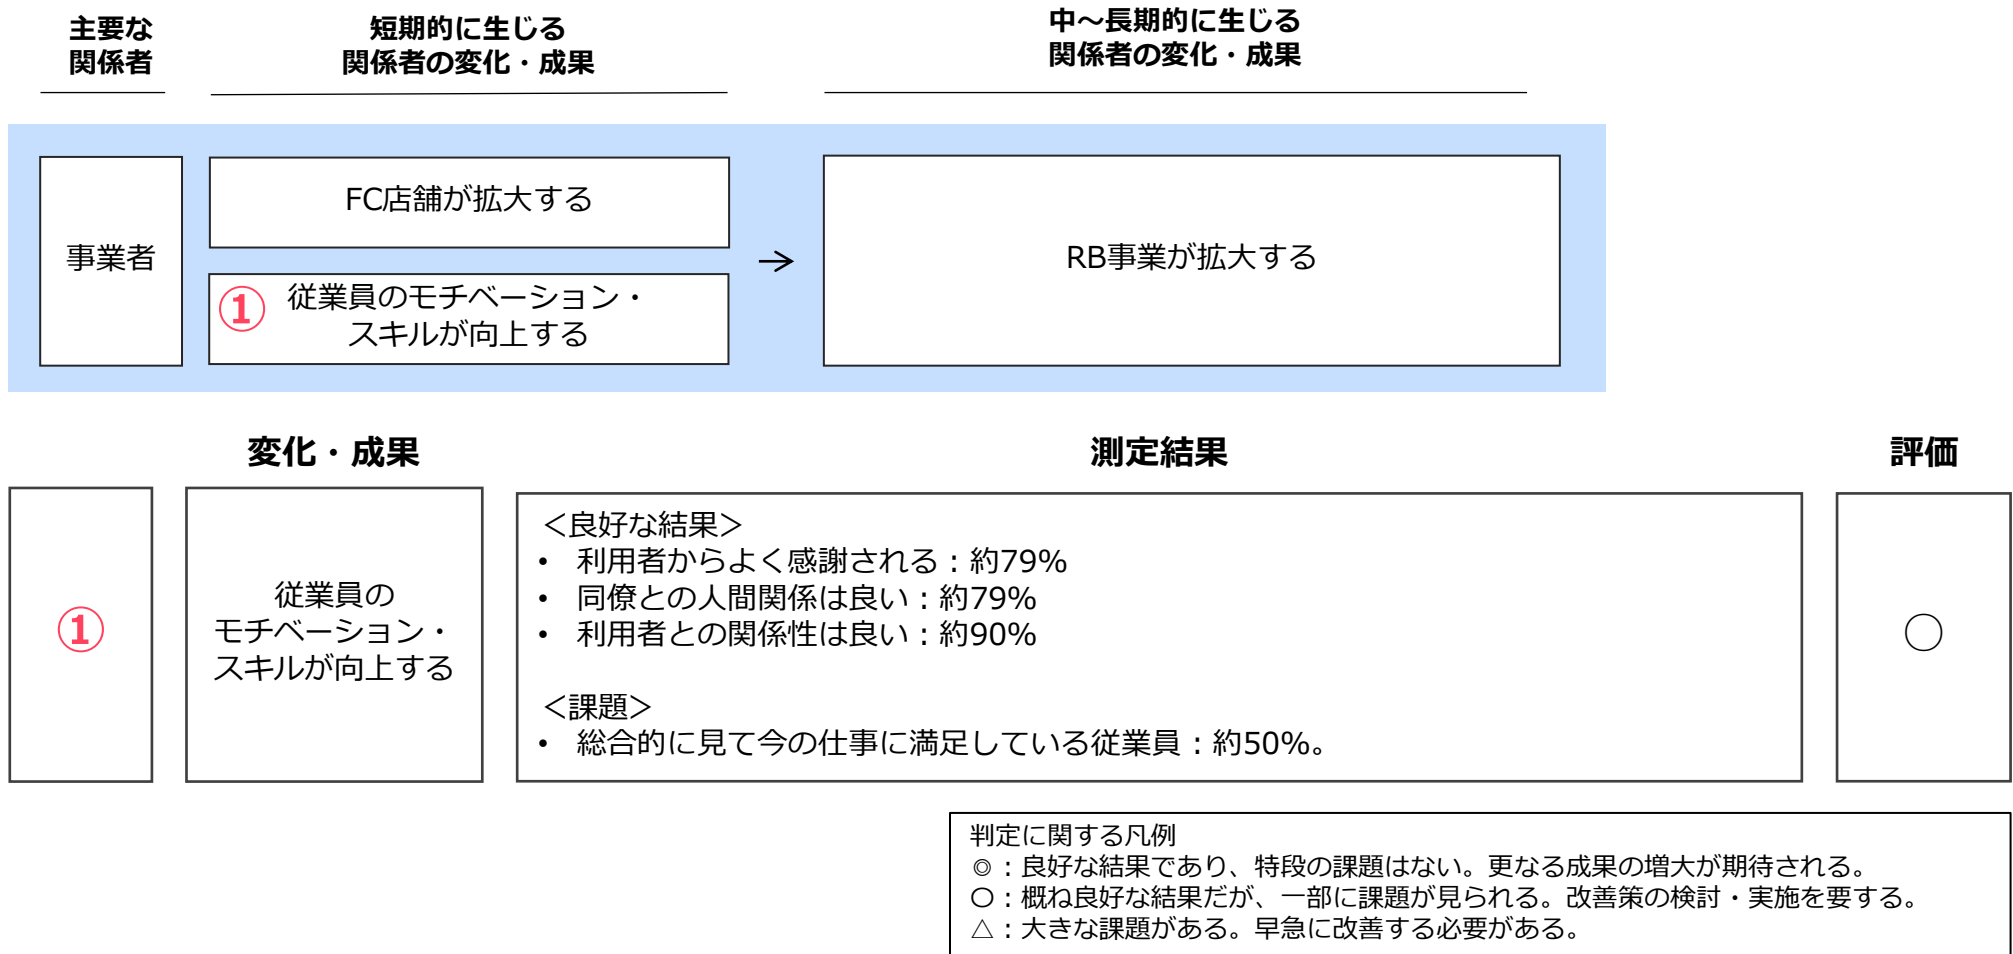 主要な
関係者
短期的に生じる
関係者の変化・成果
中～長期的に生じる
関係者の変化・成果
事業者
FC店舗が拡大する
①
従業員のモチベーション・
スキルが向上する
→
RB事業が拡大する
変化・成果
測定結果
評価
①
従業員の
モチベーション・
スキルが向上する
＜良好な結果＞
• 利用者からよく感謝される：約79%
• 同僚との人間関係は良い：約79%
• 利用者との関係性は良い：約90%
＜課題＞
• 総合的に見て今の仕事に満足している従業員：約50%。
〇
判定に関する凡例
◎：良好な結果であり、特段の課題はない。更なる成果の増大が期待される。
〇：概ね良好な結果だが、一部に課題が見られる。改善策の検討・実施を要する。
△：大きな課題がある。早急に改善する必要がある。